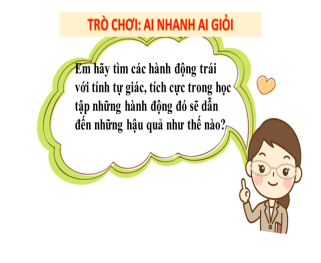 TRÒ CHƠI: AI NHANH AI GIỎI
Em hãy tìm các hành động trái
với tính tự giác, tích cực trong học
tập những hành động đó sẽ dẫn
đến những hậu quả như thế nào?